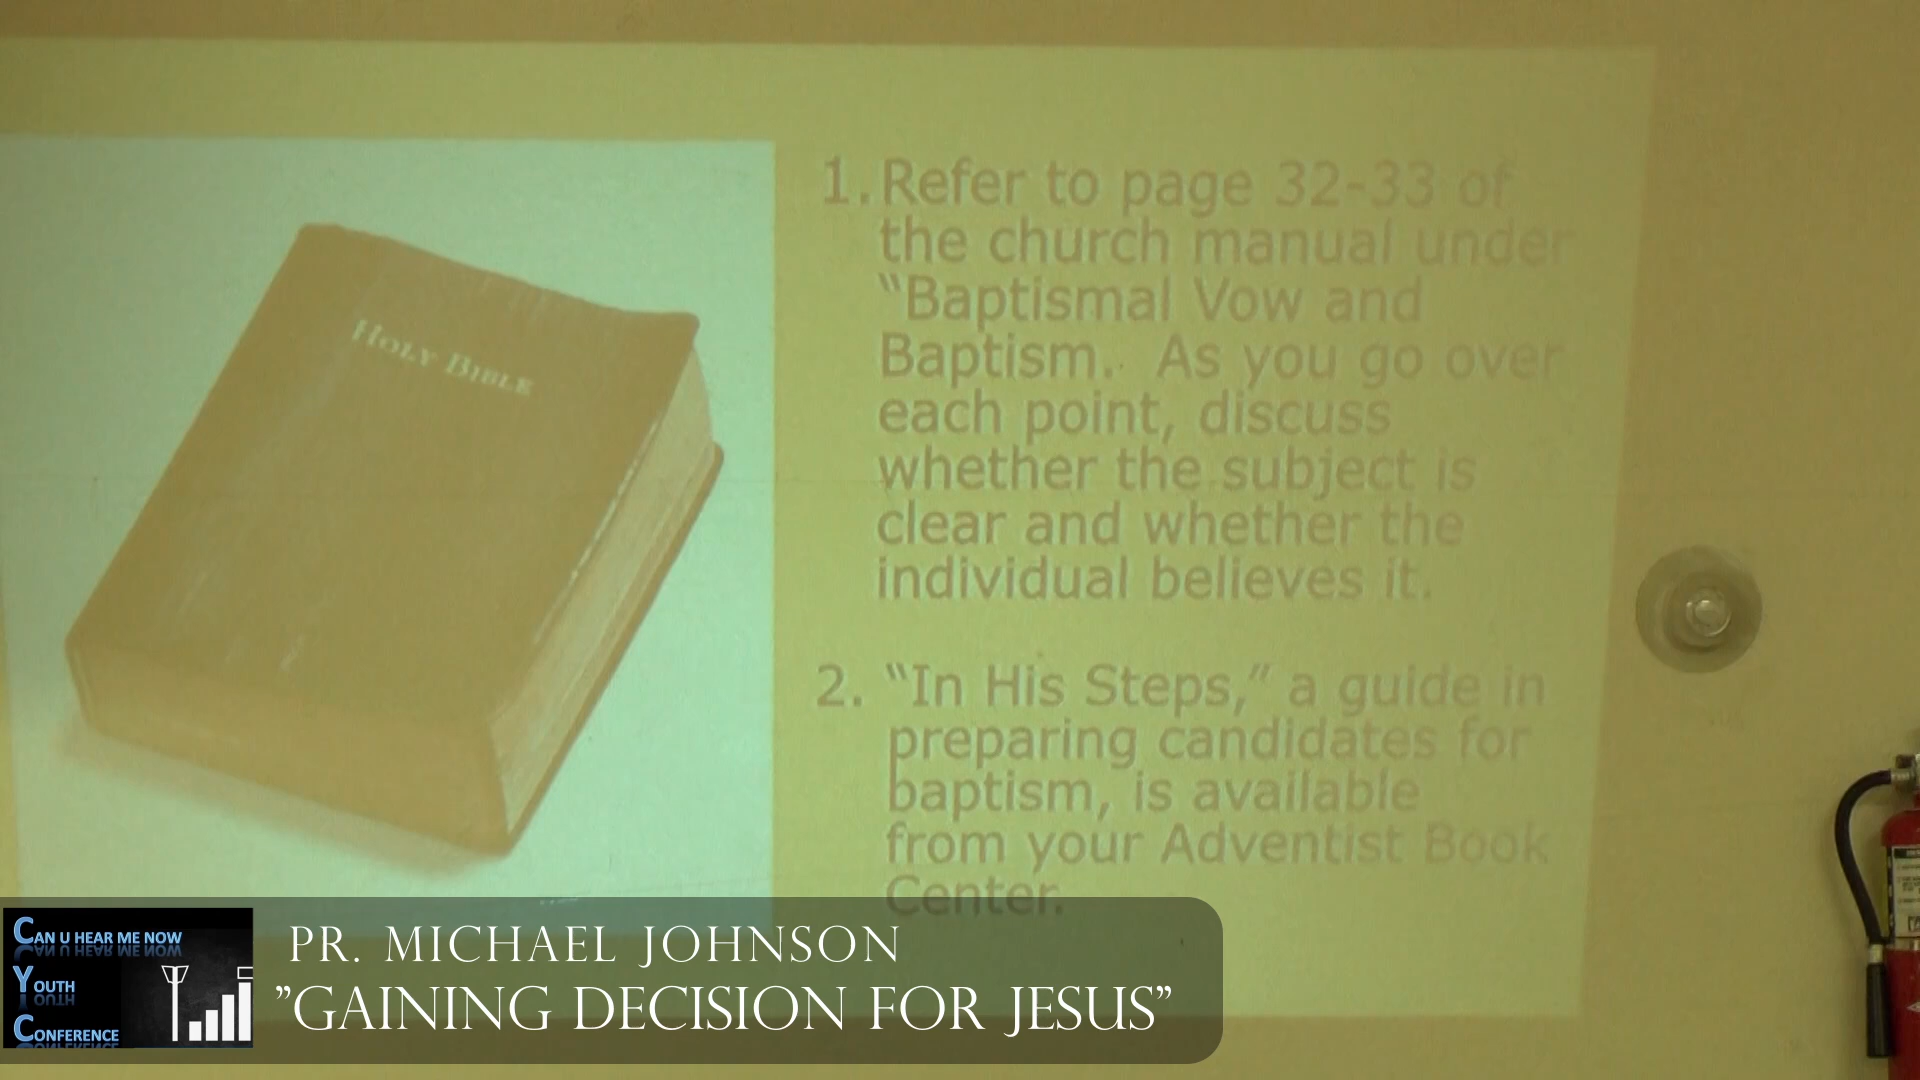 HOLY BIBLE
1. Refer to page 32-33 of
the church manual under
“Baptismal Vow and
Baptism. As you go over
each point, discuss
whether the subject is
clear and whether the
individual believes it.
2. “In His Steps,” a guide in
preparing candidates for
baptism, is available
from your Adventist Book
Center.
CAN U HEAR ME NOW
YOUTH
CONFERENCE
PR. MICHAEL JOHNSON
"GAINING DECISION FOR JESUS"